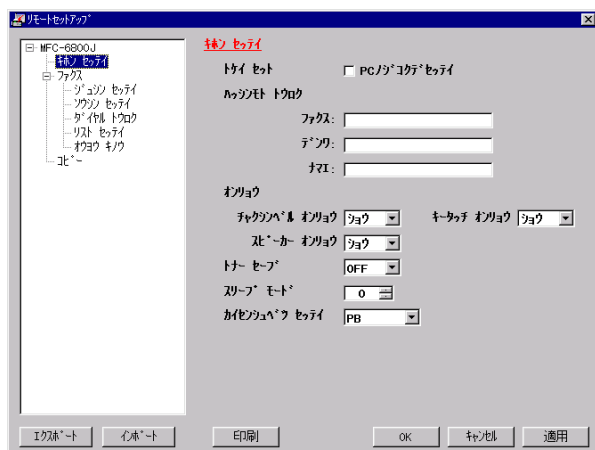 リモートセットアップ
MFC-6800J
キホン セッテイ
ファクス
ジュシン セッテイ
ソウシン セッテイ
ダイヤル トウロク
リスト セッテイ
オウヨウ キノウ
コピー
キホン セッテイ
トケイ セット PCノジコクデセッテイ
ハッシンモト トウロク
ファクス:
デンワ:
ナマエ:
オンリョウ
チャクシンベル オンリョウ ショウ キータッチ オンリョウ ショウ
スピーカー オンリョウ ショウ
トナー セーブ OFF
スリープ モード 0
カイセンシュベツ セッテイ PB
エクスポート インポート 印刷 OK キャンセル 適用